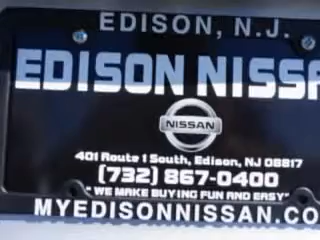 EDISON, N.J.
EDISON NISSA
NISSAN
401 Route 1 South, Edison, NJ 08817
(732) 867-0400
"WE MAKE BUYING FUN AND EASY"
MYEDISONNISSAN.CO